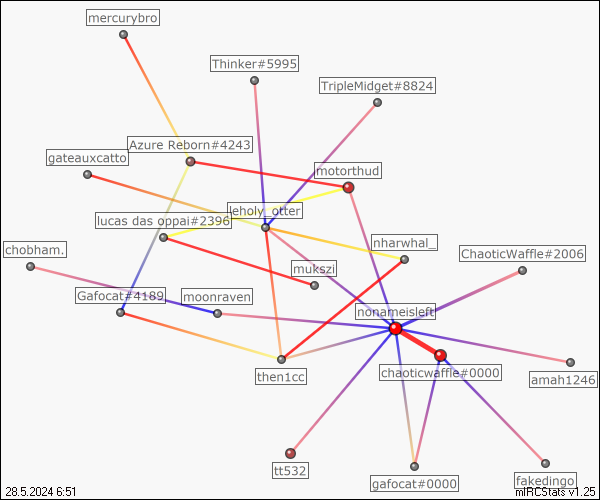 mercurybro
Thinker#5995
TripleMidget#8824
Azure Reborn#4243
gateauxcatto
motorthud
leholy_otter
lucas das oppai#2396
nharwhal_
chobham.
ChaoticWaffle#2006
mukszi
Gafocat#4189
moonraven
nonameisleft
chaoticwaffle#0000
then1cc
amah1246
tt532
gafocat#0000
fakedingo
28.5.2024 6:51
mIRCStats v1.25